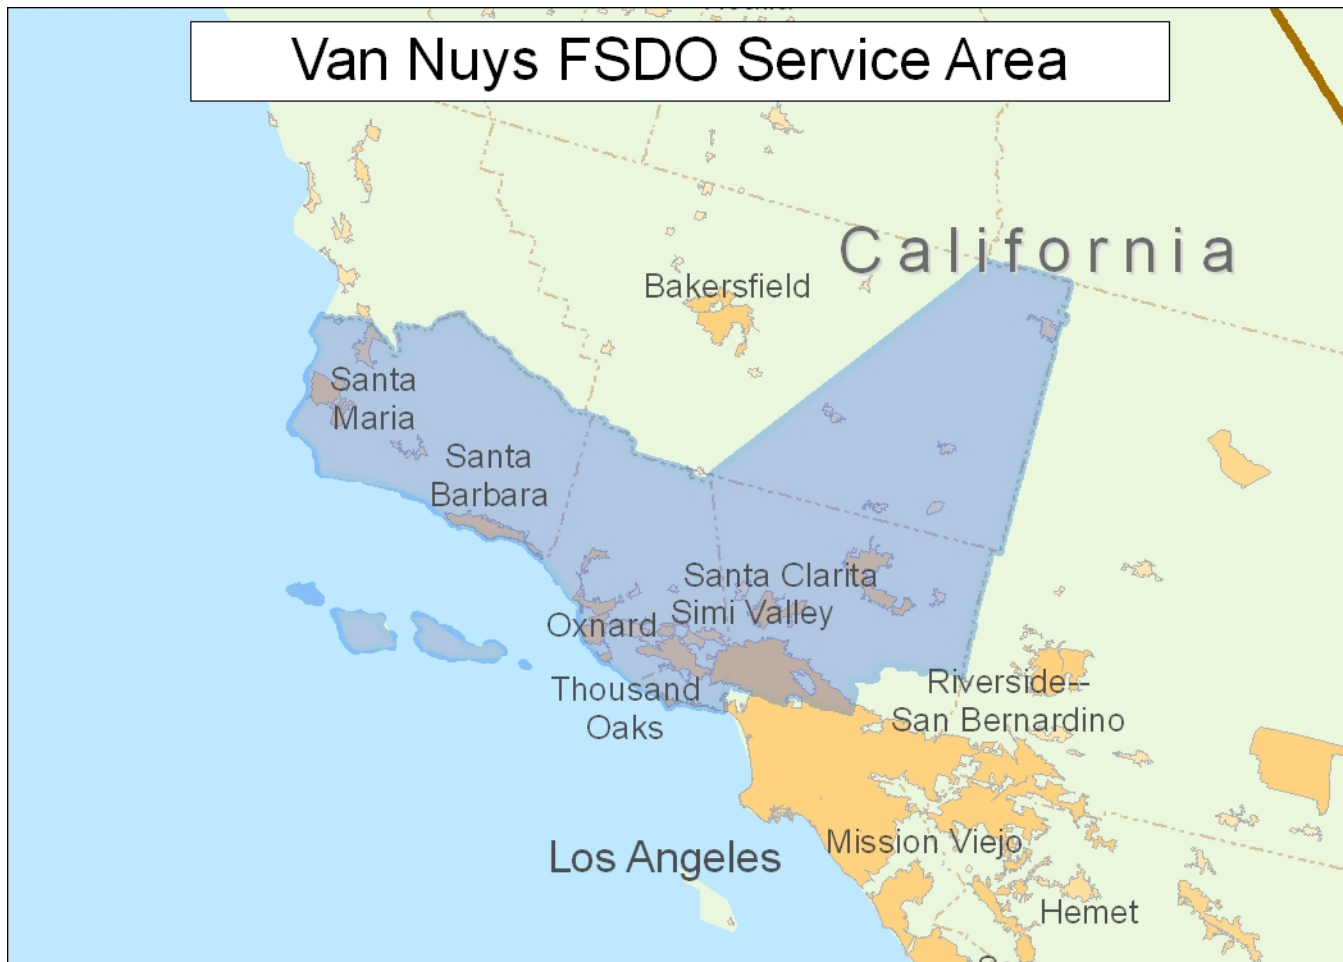 Van Nuys FSDO Service Area
California
Bakersfield
Santa
Maria
Santa
Barbara
Santa Clarita
Simi Valley
Oxnard
Thousand
Oaks
Riverside--
San Bernardino
Mission Viejo
Los Angeles
Hemet